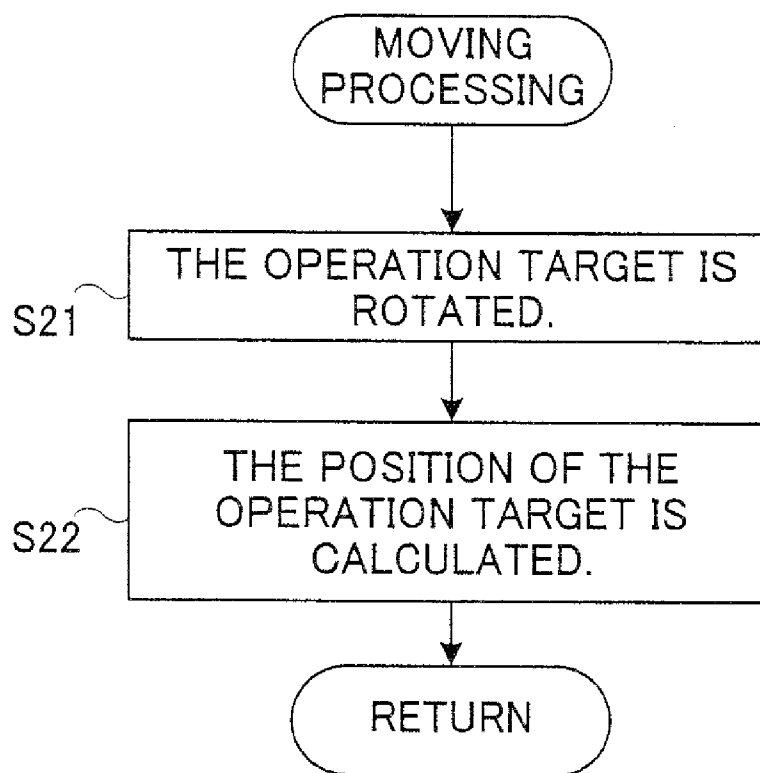 MOVING
PROCESSING
THE OPERATION TARGET IS
ROTATED.
S21
THE POSITION OF THE
OPERATION TARGET IS
CALCULATED.
S22
RETURN